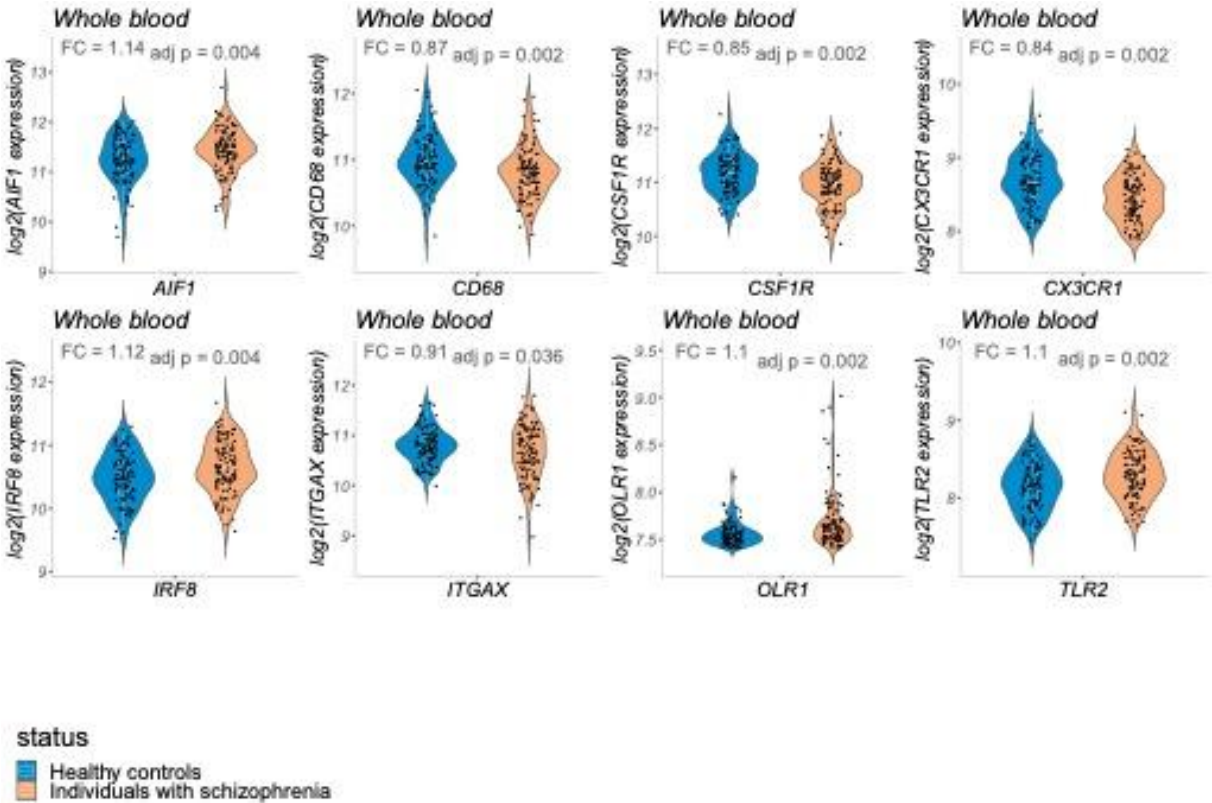 Whole blood
FC = 1.14 adj p = 0.004
log2(AIF1 expression)
13
12
11
10
9
AIF1
Whole blood
FC = 0.87 adj p = 0.002
log2(CD68 expression)
12
11
10
CD68
Whole blood
FC = 0.85 adj p = 0.002
log2(CSF1R expression)
13
12
11
10
CSF1R
Whole blood
FC = 0.84 adj p = 0.002
log2(CX3CR1 expression)
10
9
8
CX3CR1
Whole blood
FC = 1.12 adj p = 0.004
log2(IRF8 expression)
12
11
10
9
IRF8
Whole blood
FC = 0.91 adj p = 0.036
log2(ITGAX expression)
12
11
10
9
ITGAX
Whole blood
FC = 1.1 adj p = 0.002
log2(OLR1 expression)
9.5
9.0
8.5
8.0
7.5
OLR1
Whole blood
FC = 1.1 adj p = 0.002
log2(TLR2 expression)
10
9
8
TLR2
status
Healthy controls
Individuals with schizophrenia